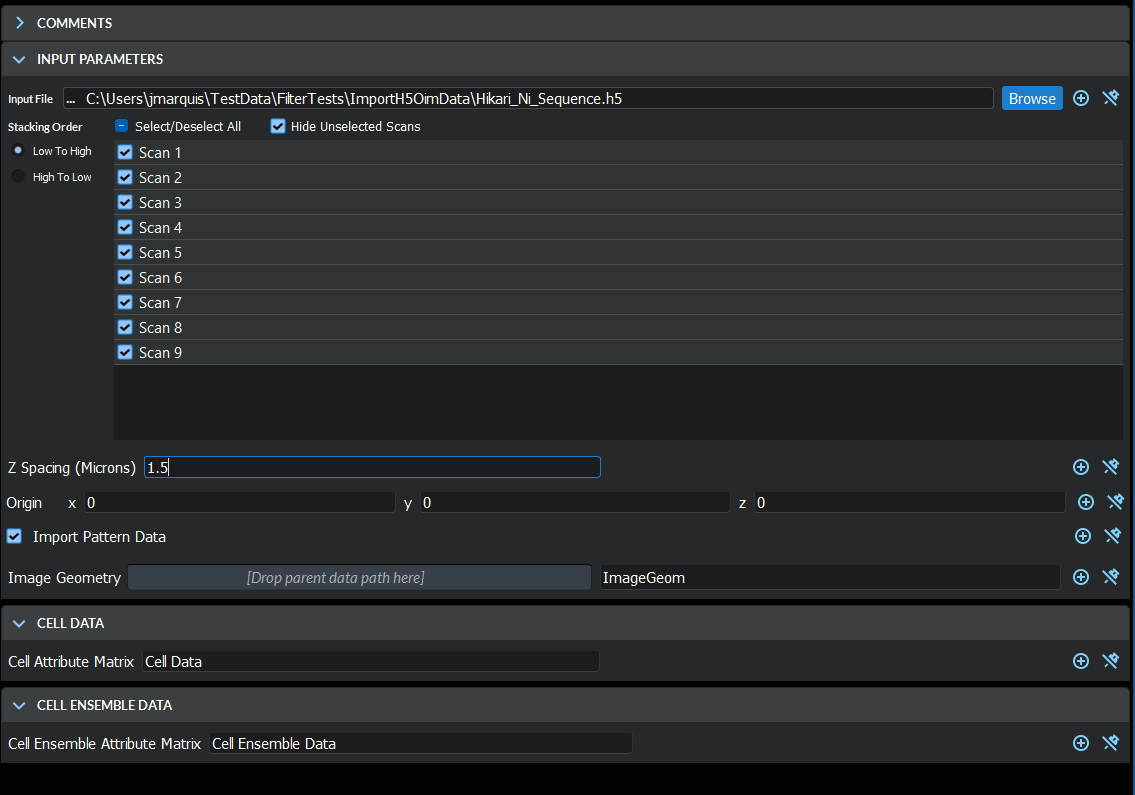 COMMENTS
INPUT PARAMETERS
Input File ... C:\Users\jmarquis\TestData\FilterTests\ImportH5OimData\Hikari_Ni_Sequence.h5 Browse
Stacking Order Select/Deselect All Hide Unselected Scans
Low To High
High To Low
Scan 1
Scan 2
Scan 3
Scan 4
Scan 5
Scan 6
Scan 7
Scan 8
Scan 9
Z Spacing (Microns) 1.5
Origin x 0 y 0 z 0
Import Pattern Data
Image Geometry [Drop parent data path here] ImageGeom
CELL DATA
Cell Attribute Matrix Cell Data
CELL ENSEMBLE DATA
Cell Ensemble Attribute Matrix Cell Ensemble Data